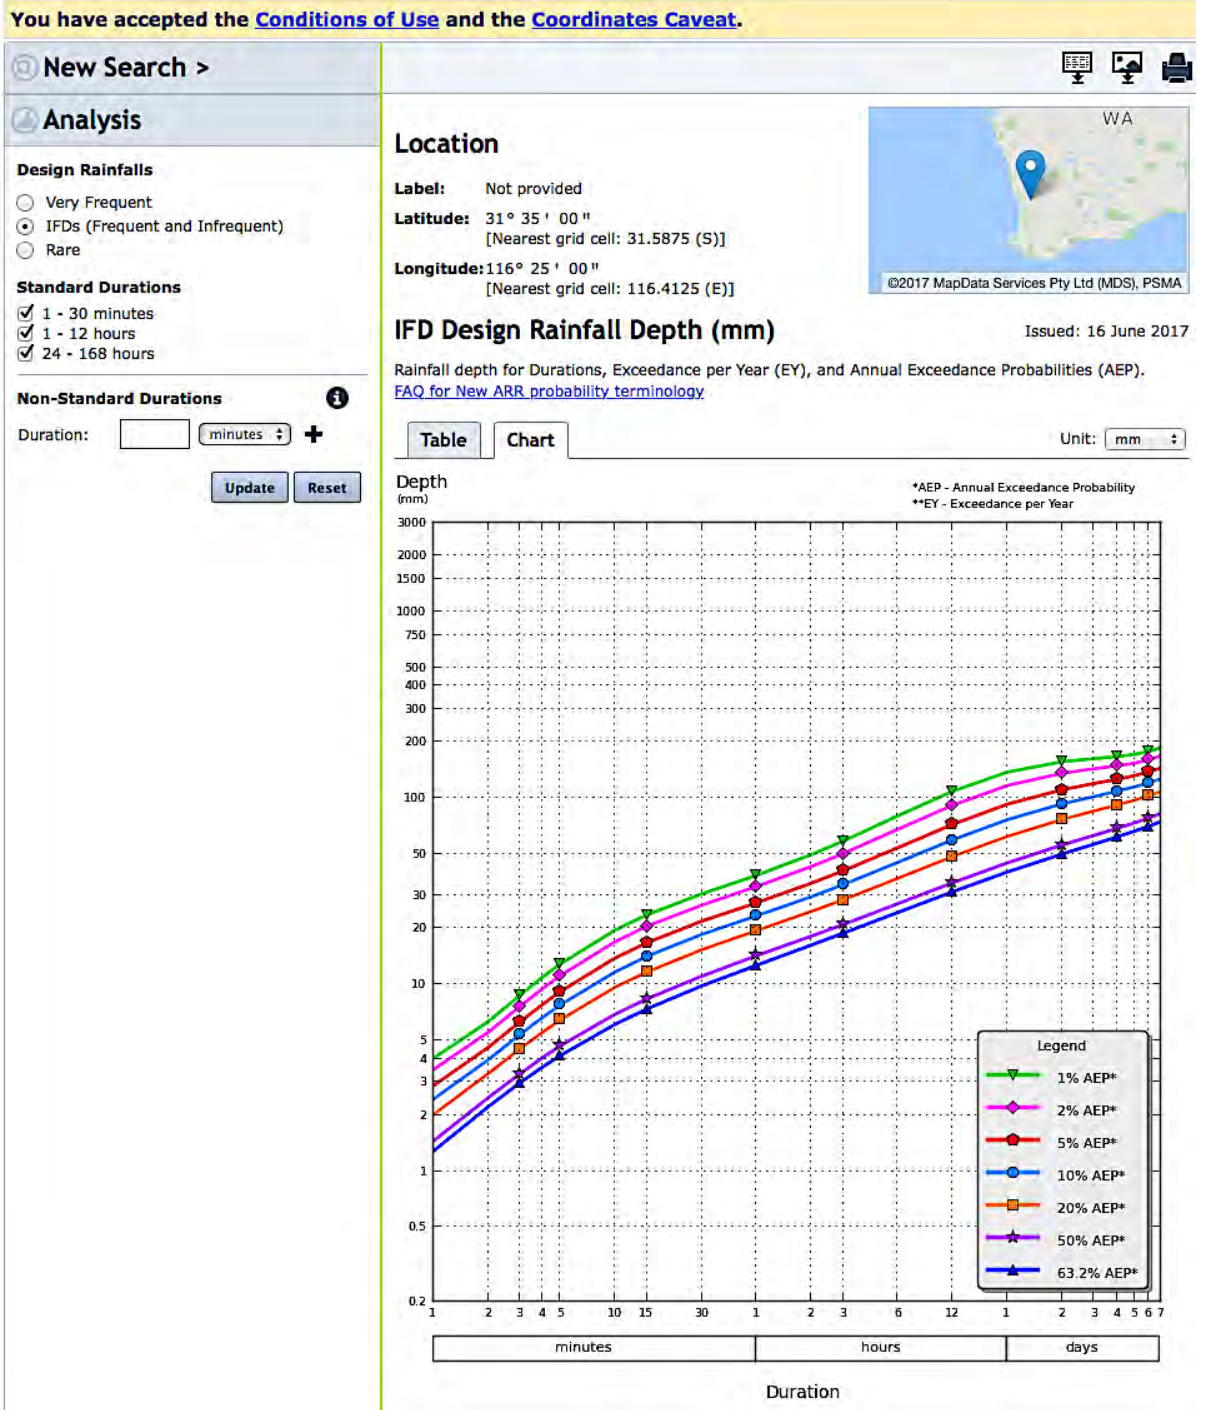 You have accepted the Conditions of Use and the Coordinates Caveat.
New Search >
Analysis
Design Rainfalls
Very Frequent
IFDs (Frequent and Infrequent)
Rare
Standard Durations
1 - 30 minutes
1 - 12 hours
24 - 168 hours
Non-Standard Durations
Duration:
minutes
Update
Reset
Location
Label: Not provided
Latitude: 31° 35 ' 00 "
[Nearest grid cell: 31.5875 (S)]
Longitude: 116° 25 ' 00 "
[Nearest grid cell: 116.4125 (E)]
WA
©2017 MapData Services Pty Ltd (MDS), PSMA
IFD Design Rainfall Depth (mm)
Issued: 16 June 2017
Rainfall depth for Durations, Exceedance per Year (EY), and Annual Exceedance Probabilities (AEP).
FAQ for New ARR probability terminology
Table
Chart
Unit: mm
Depth
(mm)
*AEP - Annual Exceedance Probability
**EY - Exceedance per Year
3000
2000
1500
1000
750
500
400
300
200
100
50
30
20
10
5
4
3
2
1
0.5
0.2
Legend
1% AEP*
2% AEP*
5% AEP*
10% AEP*
20% AEP*
50% AEP*
63.2% AEP*
1 2 3 4 5 10 15 30 1 2 3 6 12 1 2 3 4 5 6 7
minutes hours days
Duration